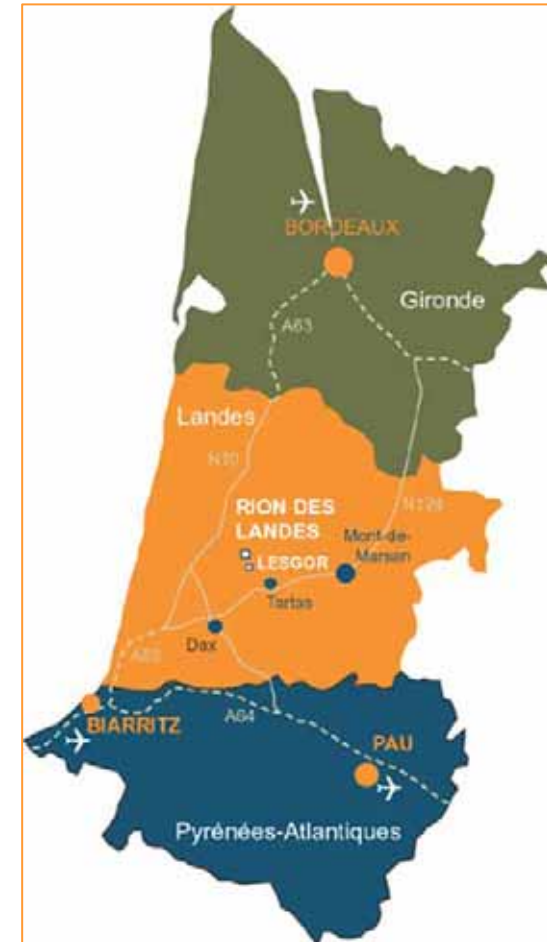 BORDEAUX
Gironde
A63
Landes
N10
N124
RION DES
LANDES
Mont-de-
Marsan
LESGOR
Tartas
Dax
A63
BIARRITZ
A64
PAU
Pyrénées-Atlantiques